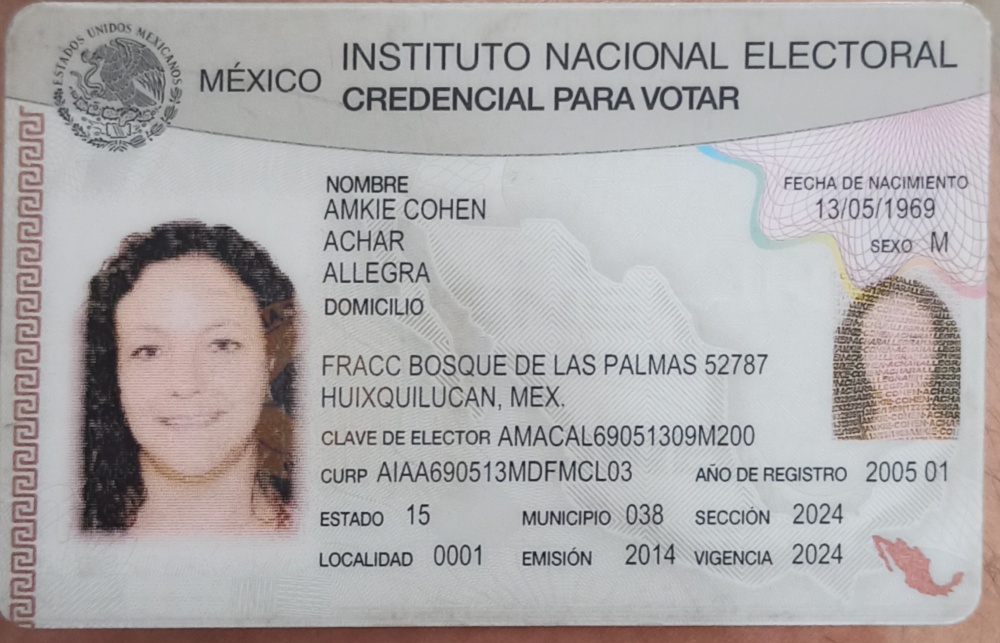 ESTADOS UNIDOS MEXICANOS
MÉXICO
INSTITUTO NACIONAL ELECTORAL
CREDENCIAL PARA VOTAR
NOMBRE
AMKIE COHEN
ACHAR
ALLEGRA
FECHA DE NACIMIENTO
13/05/1969
SEXO M
DOMICILIO
FRACC BOSQUE DE LAS PALMAS 52787
HUIXQUILUCAN, MEX.
CLAVE DE ELECTOR AMACAL69051309M200
CURP AIAA690513MDFMCL03 AÑO DE REGISTRO 2005 01
ESTADO 15 MUNICIPIO 038 SECCIÓN 2024
LOCALIDAD 0001 EMISIÓN 2014 VIGENCIA 2024